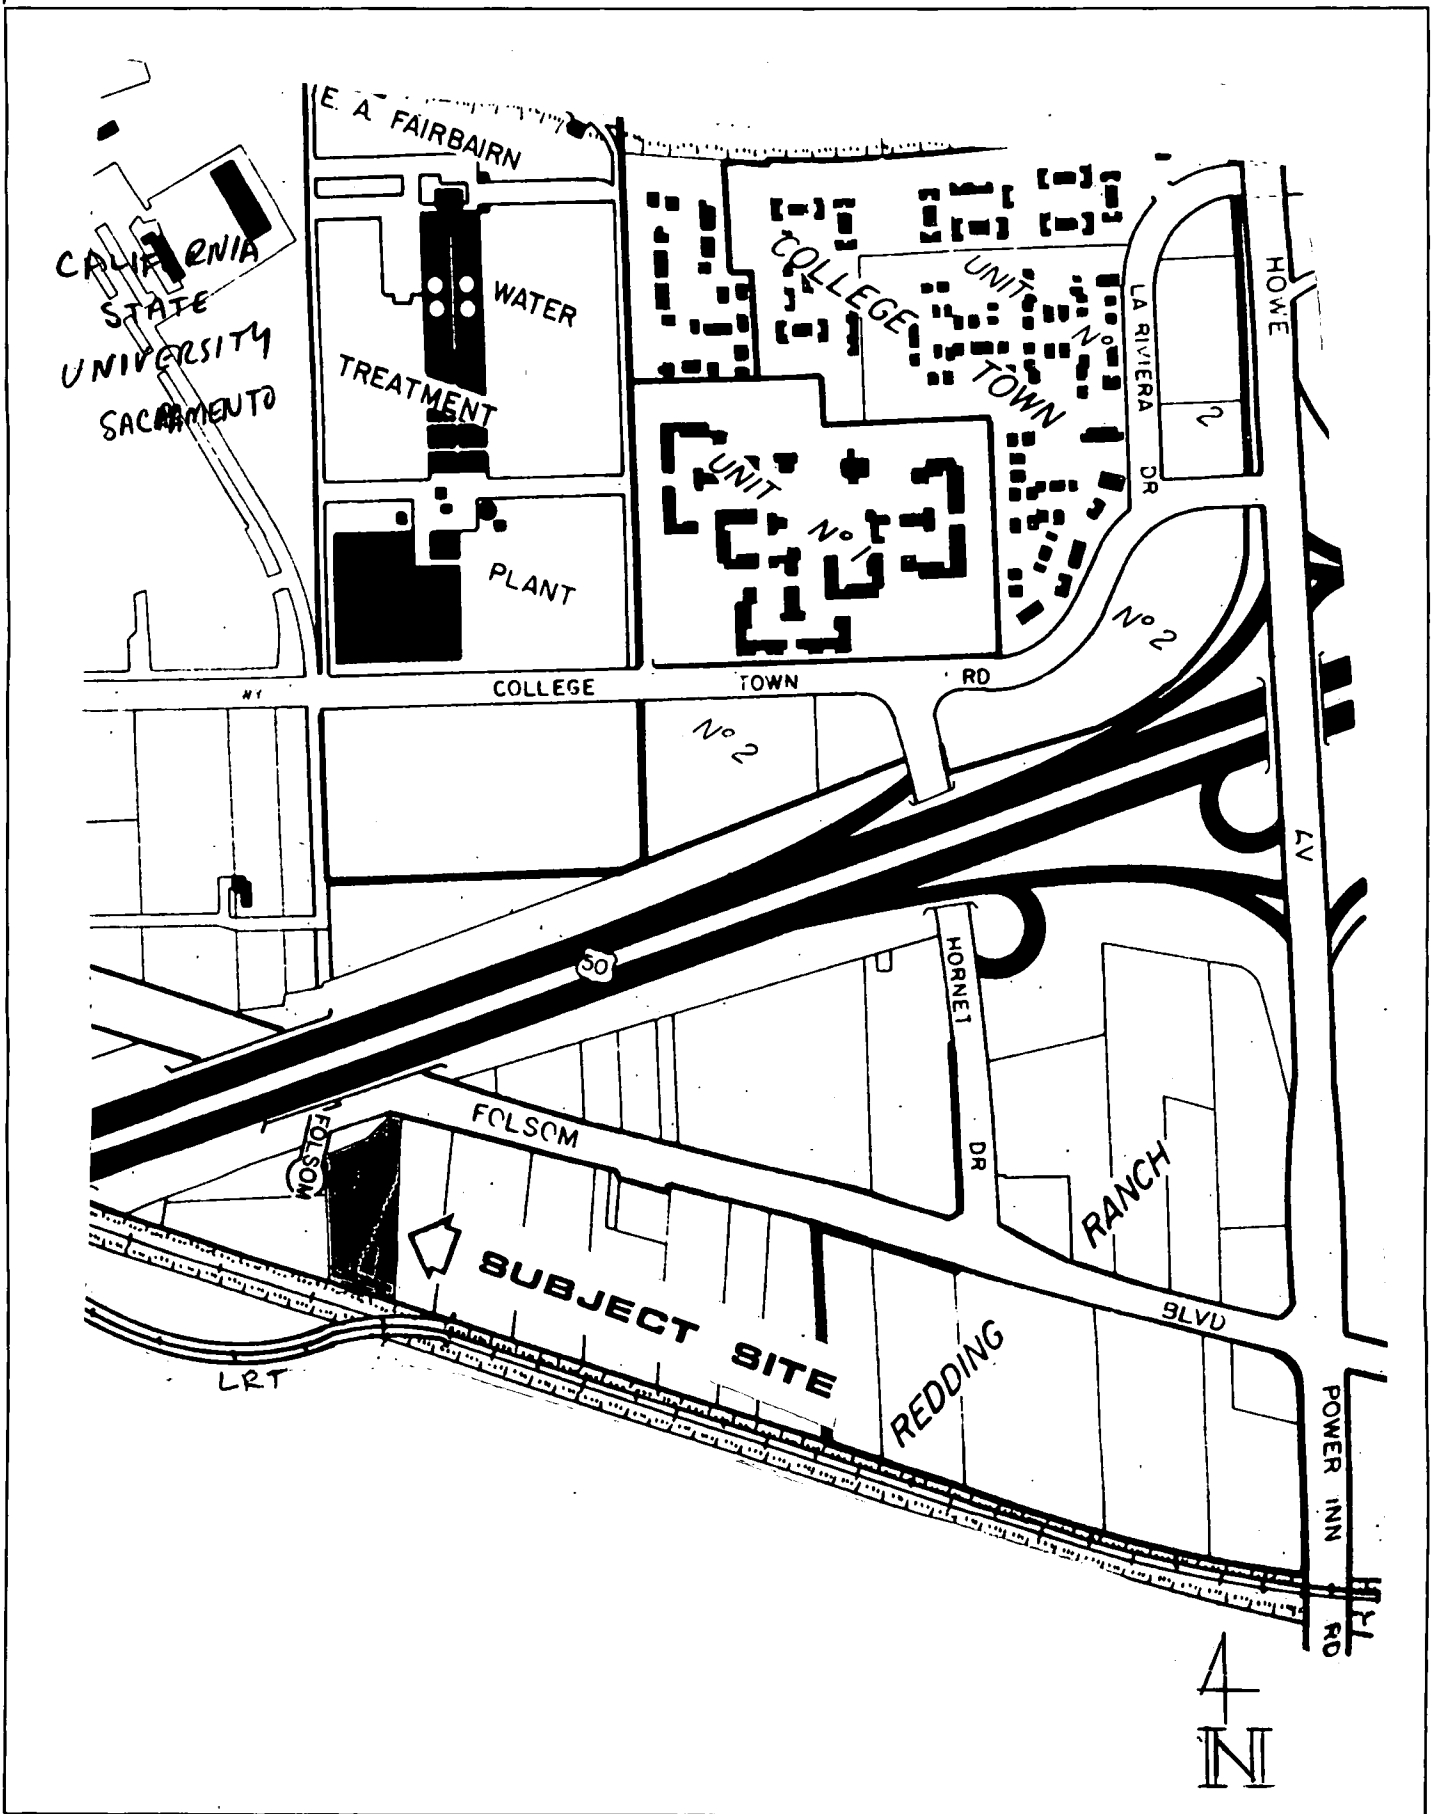 E. A. FAIRBAIRN
WATER
TREATMENT
PLANT
CALIFORNIA
STATE
UNIVERSITY
SACRAMENTO
COLLEGE
TOWN
UNIT
No
2
UNIT
No 1
LA RIVIERA DR
HOWE
AV
No 2
COLLEGE TOWN RD
No 2
50
HORNET
DR
FOLSOM
BLVD
FOLSOM
SUBJECT SITE
REDDING
RANCH
LRT
POWER INN RD
N